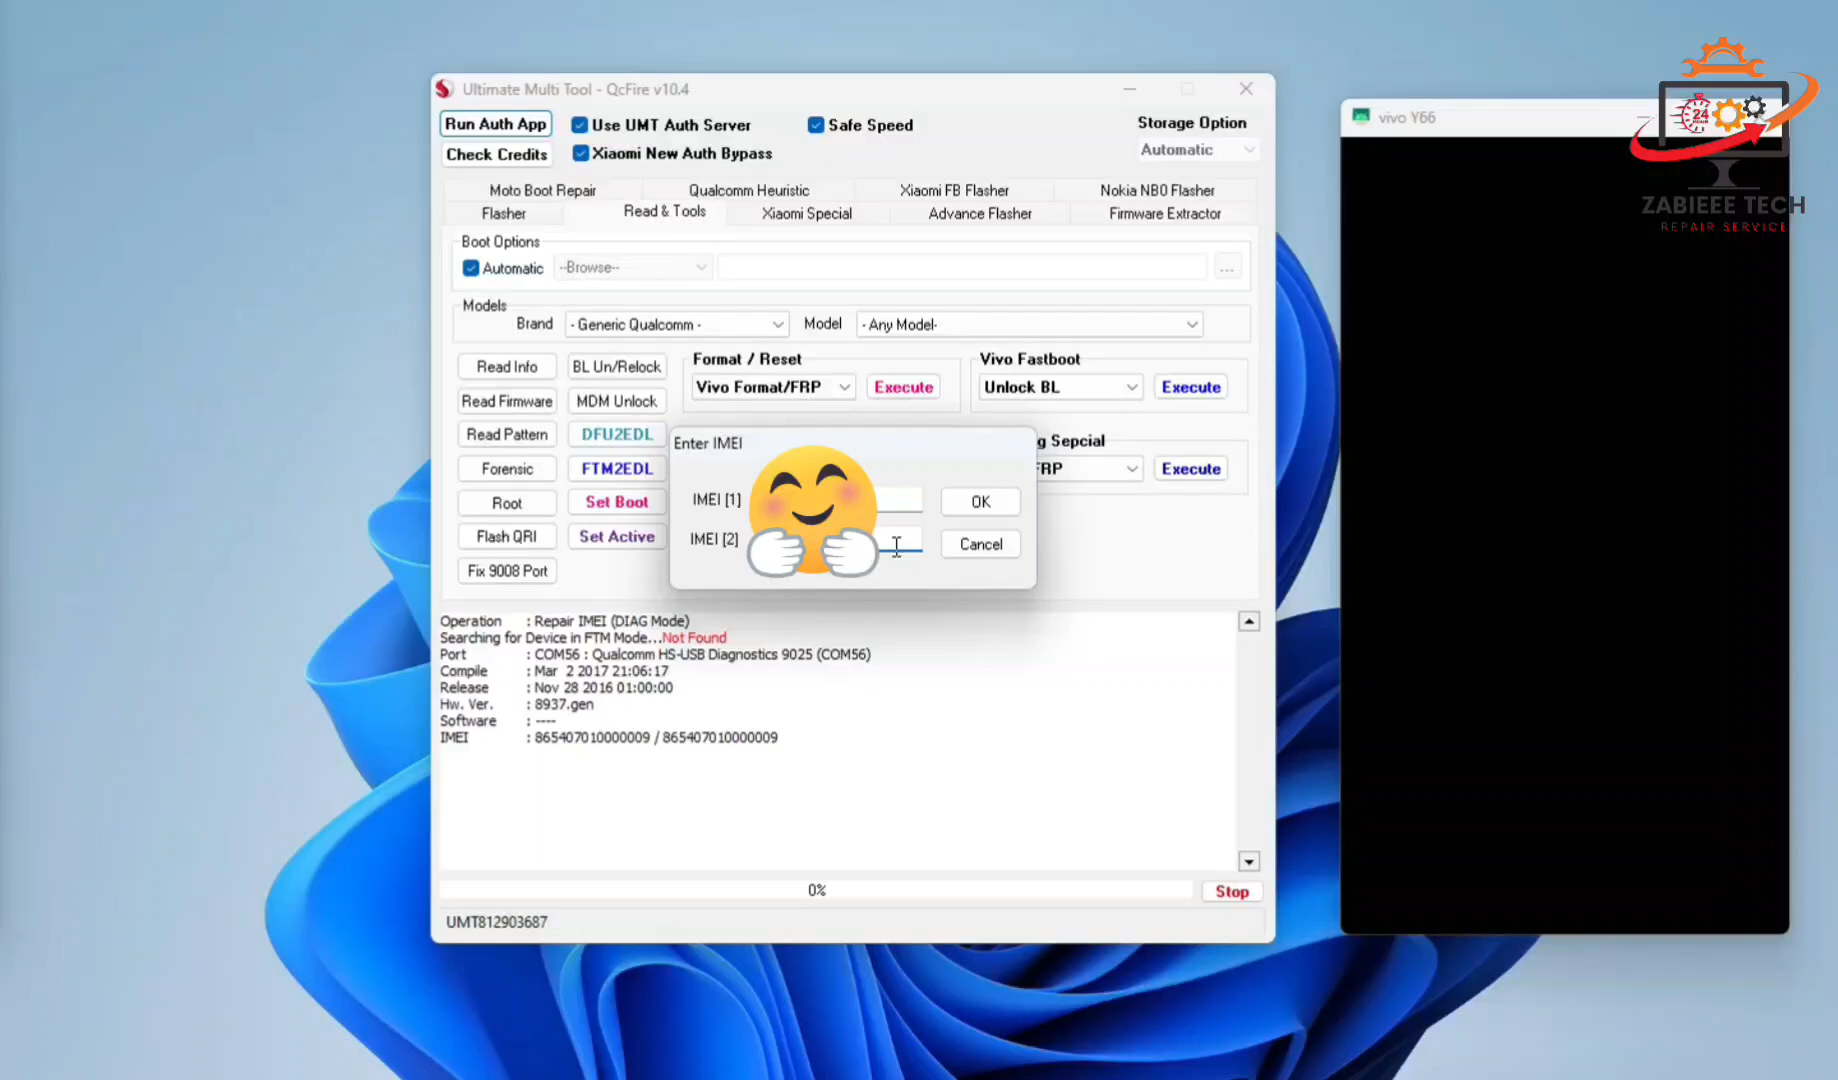 Ultimate Multi Tool - QcFire v10.4
Run Auth App
Use UMT Auth Server
Safe Speed
Storage Option
Check Credits
Xiaomi New Auth Bypass
Automatic
Moto Boot Repair
Qualcomm Heuristic
Xiaomi FB Flasher
Nokia NB0 Flasher
Flasher
Read & Tools
Xiaomi Special
Advance Flasher
Firmware Extractor
Boot Options
Automatic
--Browse--
...
Models
Brand
- Generic Qualcomm -
Model
- Any Model-
Read Info
BL Un/Relock
Format / Reset
Vivo Fastboot
Vivo Format/FRP
Execute
Unlock BL
Execute
Read Firmware
MDM Unlock
Read Pattern
DFU2EDL
Enter IMEI
g Sepcial
Forensic
FTM2EDL
FRP
Execute
Root
Set Boot
IMEI [1]
OK
Flash QRI
Set Active
IMEI [2]
Cancel
Fix 9008 Port
Operation : Repair IMEI (DIAG Mode)
Searching for Device in FTM Mode...Not Found
Port : COM56 : Qualcomm HS-USB Diagnostics 9025 (COM56)
Compile : Mar 2 2017 21:06:17
Release : Nov 28 2016 01:00:00
Hw. Ver. : 8937.gen
Software : ----
IMEI : 865407010000009 / 865407010000009
0%
Stop
UMT812903687
vivo Y66
24
ZABIEEE TECH
REPAIR SERVICE